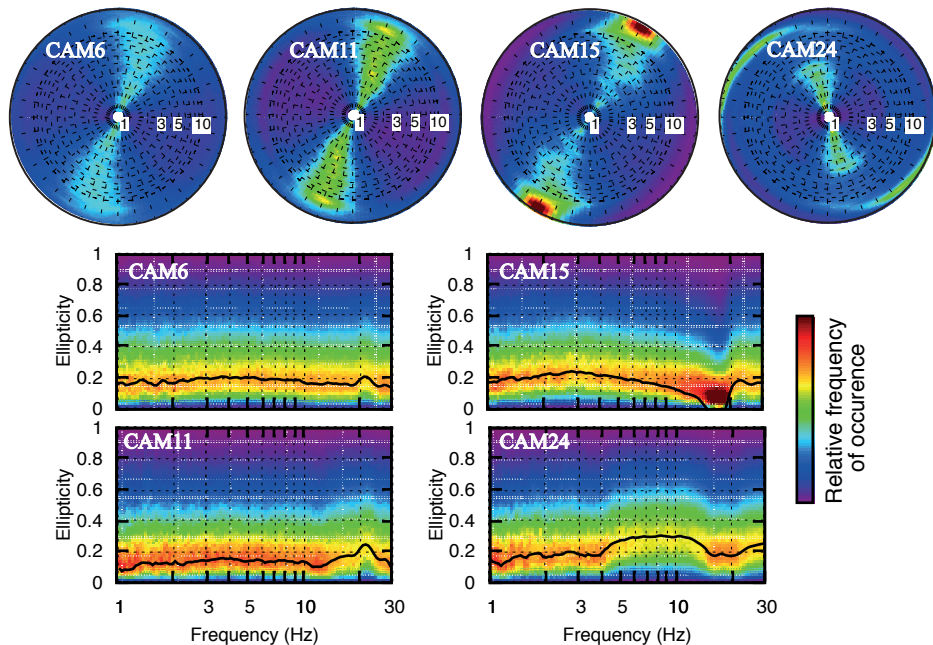 CAM6
CAM11
CAM15
CAM24
1 3 5 10
1 3 5 10
1 3 5 10
1 3 5 10
CAM6
CAM15
Ellipticity
1
0.8
0.6
0.4
0.2
0
Ellipticity
1
0.8
0.6
0.4
0.2
0
CAM11
CAM24
Ellipticity
1
0.8
0.6
0.4
0.2
0
Ellipticity
1
0.8
0.6
0.4
0.2
0
1 3 5 10 30
1 3 5 10 30
Frequency (Hz)
Frequency (Hz)
Relative frequency
of occurence